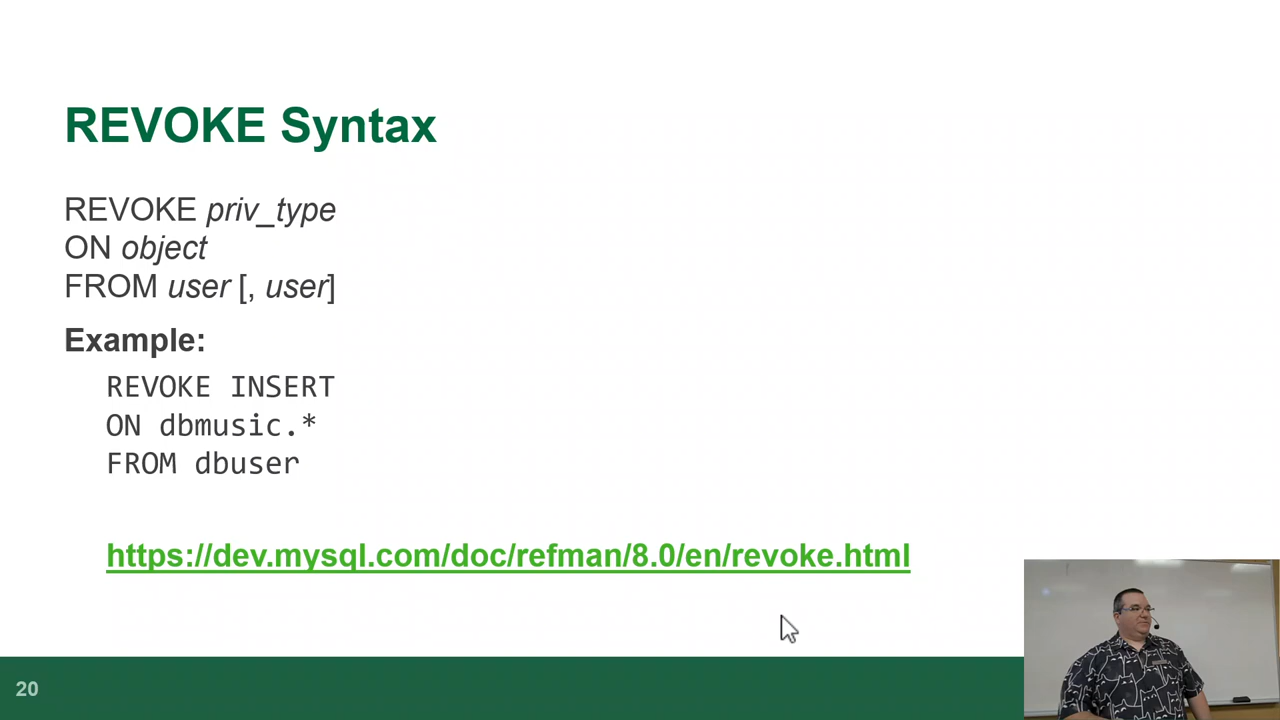 REVOKE Syntax
REVOKE priv_type
ON object
FROM user [, user]
Example:
REVOKE INSERT
ON dbmusic.*
FROM dbuser
https://dev.mysql.com/doc/refman/8.0/en/revoke.html
20